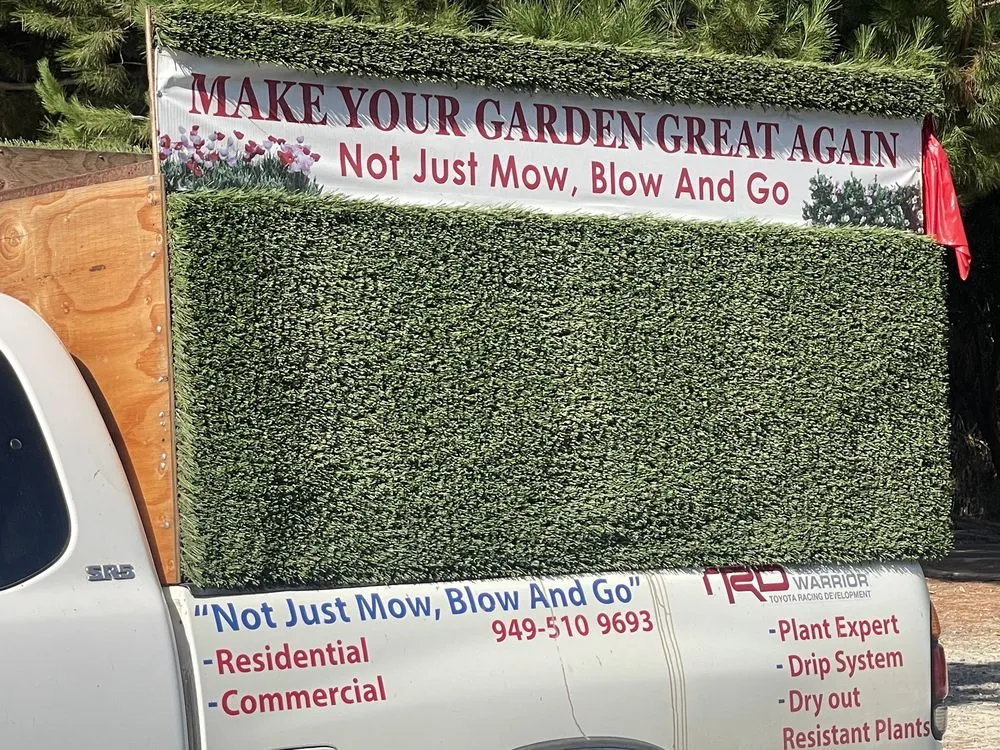 MAKE YOUR GARDEN GREAT AGAIN
Not Just Mow, Blow And Go
SR5
"Not Just Mow, Blow And Go"
949-510 9693
-Residential
-Commercial
TRD
WARRIOR
TOYOTA RACING DEVELOPMENT
-Plant Expert
- Drip System
- Dry out
Resistant Plants